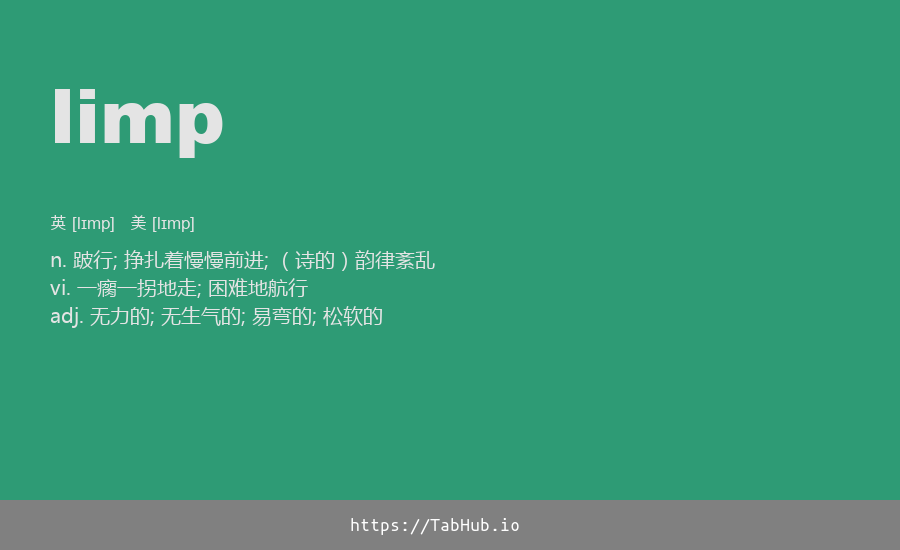 limp
英 [lɪmp] 美 [lɪmp]
n. 跛行; 挣扎着慢慢前进; （诗的）韵律紊乱
vi. 一瘸一拐地走; 困难地航行
adj. 无力的; 无生气的; 易弯的; 松软的
https://TabHub.io